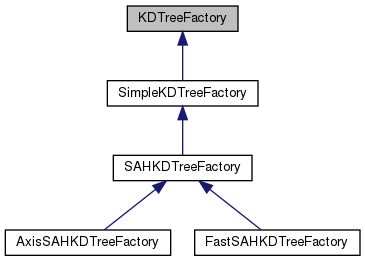 KDTreeFactory
SimpleKDTreeFactory
SAHKDTreeFactory
AxisSAHKDTreeFactory
FastSAHKDTreeFactory